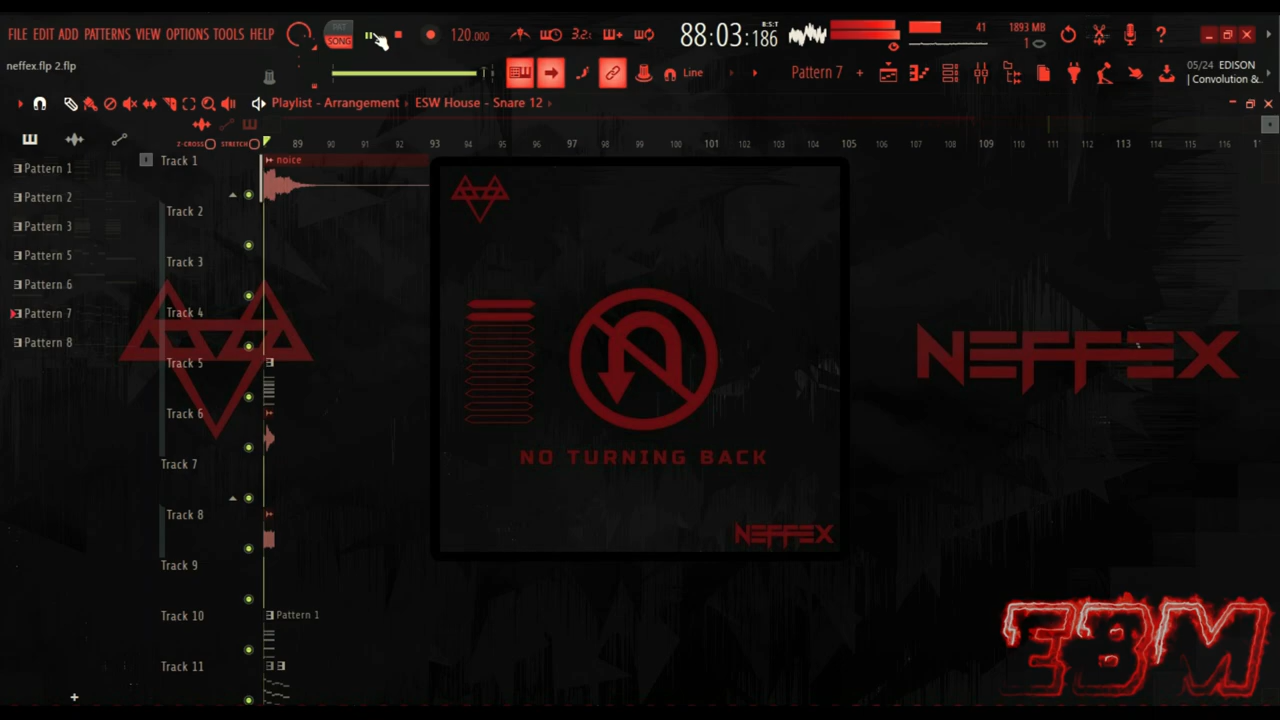 FILE EDIT ADD PATTERNS VIEW OPTIONS TOOLS HELP
SONG
120.000
3.2
88:03:186
B:S:T
41
1893 MB
1
neffex.flp 2.flp
Line
Pattern 7
05/24 EDISON
| Convolution &..
Playlist - Arrangement ESW House - Snare 12
Z-CROSS STRETCH
89 90 91 92 93 94 95 96 97 98 99 100 101 102 103 104 105 106 107 108 109 110 111 112 113 114 115 116
Pattern 1
Pattern 2
Pattern 3
Pattern 5
Pattern 6
Pattern 7
Pattern 8
Track 1
noice
Track 2
Track 3
Track 4
Track 5
Track 6
Track 7
Track 8
Track 9
Track 10
Pattern 1
Track 11
NO TURNING BACK
NEFFEX
NEFFEX
EBM